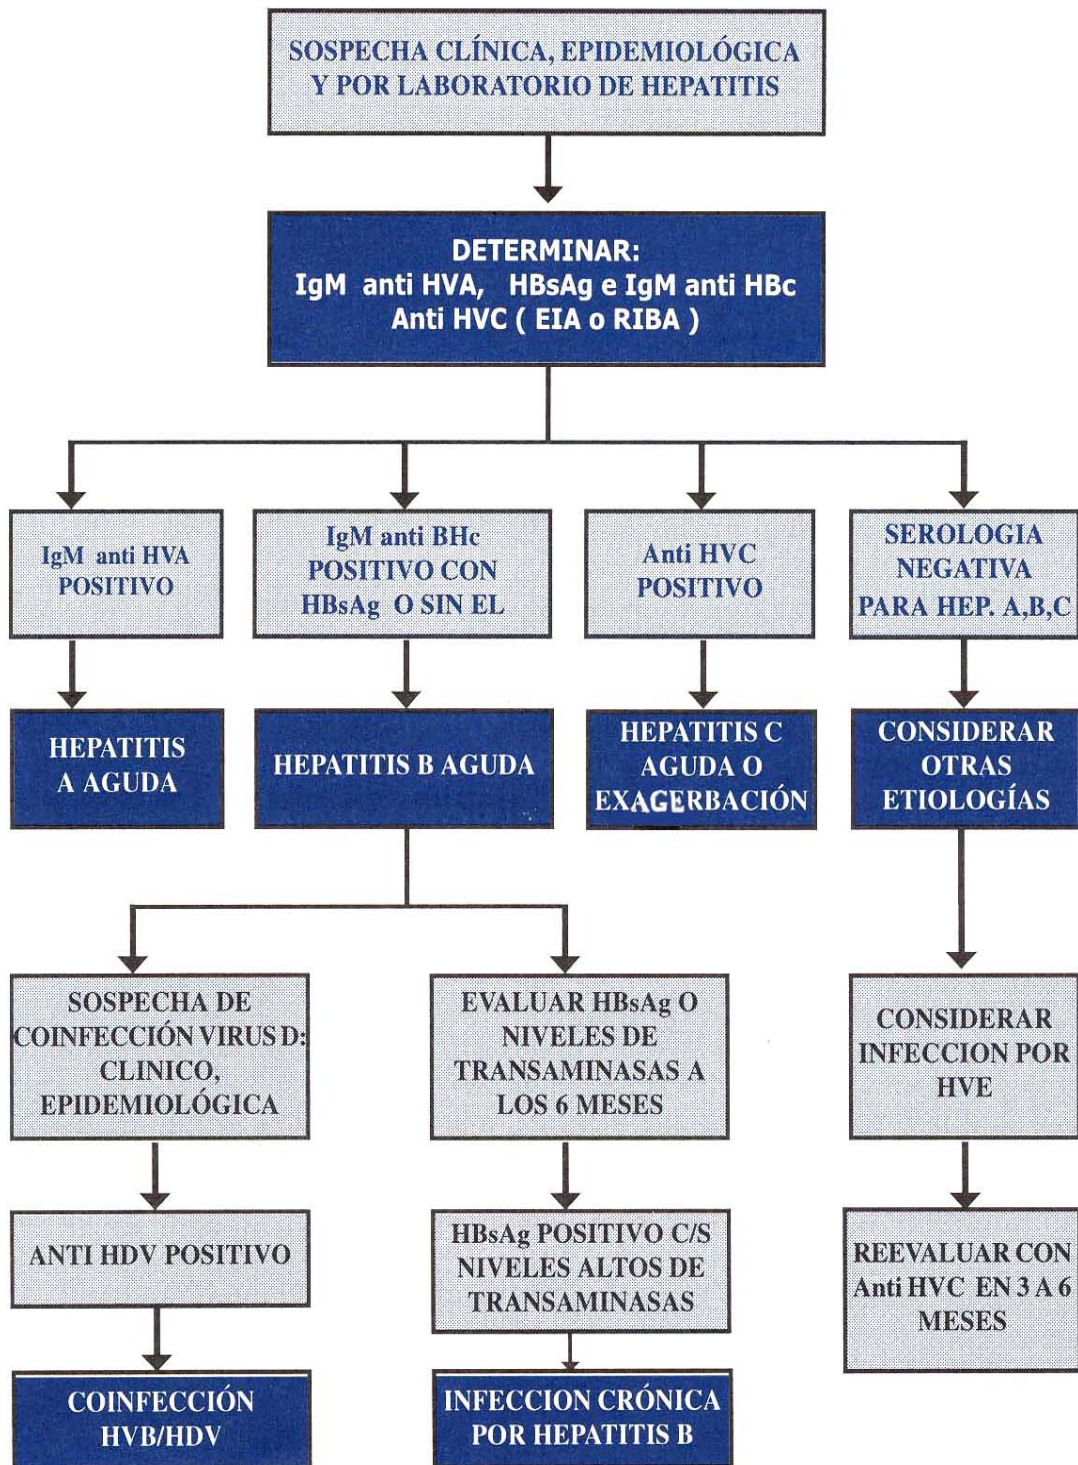 SOSPECHA CLÍNICA, EPIDEMIOLÓGICA
Y POR LABORATORIO DE HEPATITIS
DETERMINAR:
IgM anti HVA, HBsAg e IgM anti HBc
Anti HVC ( EIA o RIBA )
IgM anti HVA
POSITIVO
IgM anti BHc
POSITIVO CON
HBsAg O SIN EL
Anti HVC
POSITIVO
SEROLOGIA
NEGATIVA
PARA HEP. A,B,C
HEPATITIS
A AGUDA
HEPATITIS B AGUDA
HEPATITIS C
AGUDA O
EXAGERBACIÓN
CONSIDERAR
OTRAS
ETIOLOGÍAS
SOSPECHA DE
COINFECCIÓN VIRUS D:
CLINICO,
EPIDEMIOLÓGICA
EVALUAR HBsAg O
NIVELES DE
TRANSAMINASAS A
LOS 6 MESES
CONSIDERAR
INFECCION POR
HVE
ANTI HDV POSITIVO
HBsAg POSITIVO C/S
NIVELES ALTOS DE
TRANSAMINASAS
REEVALUAR CON
Anti HVC EN 3 A 6
MESES
COINFECCIÓN
HVB/HDV
INFECCION CRÓNICA
POR HEPATITIS B